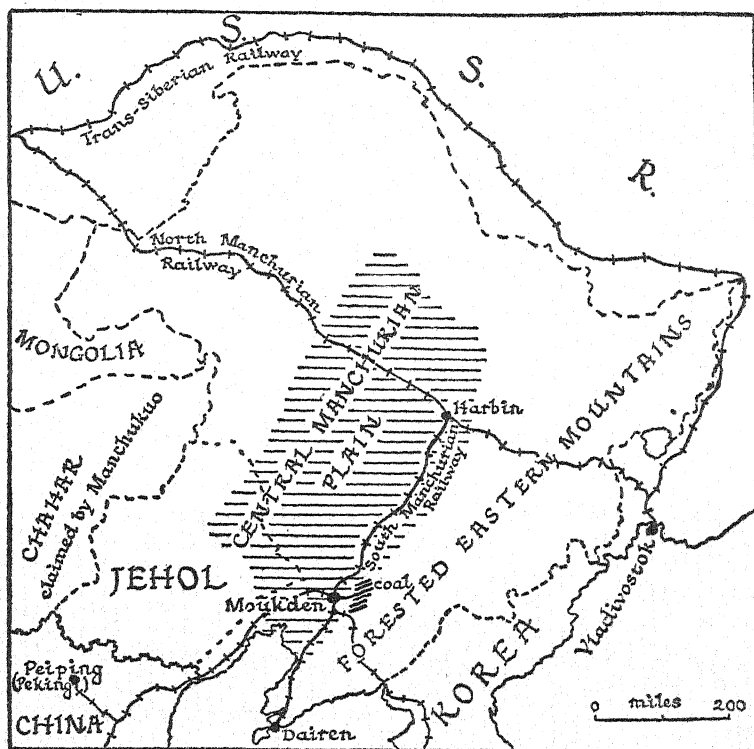 U. S. S. R.
Trans-Siberian Railway
North Manchurian
Railway
MONGOLIA
CENTRAL MANCHURIAN
PLAIN
Harbin
South Manchurian
Railway
FORESTED EASTERN MOUNTAINS
CHAHAR
claimed by Manchukuo
JEHOL
coal
Moukden
Vladivostok
KOREA
Peiping
(Peking)
CHINA
Dairen
0 miles 200